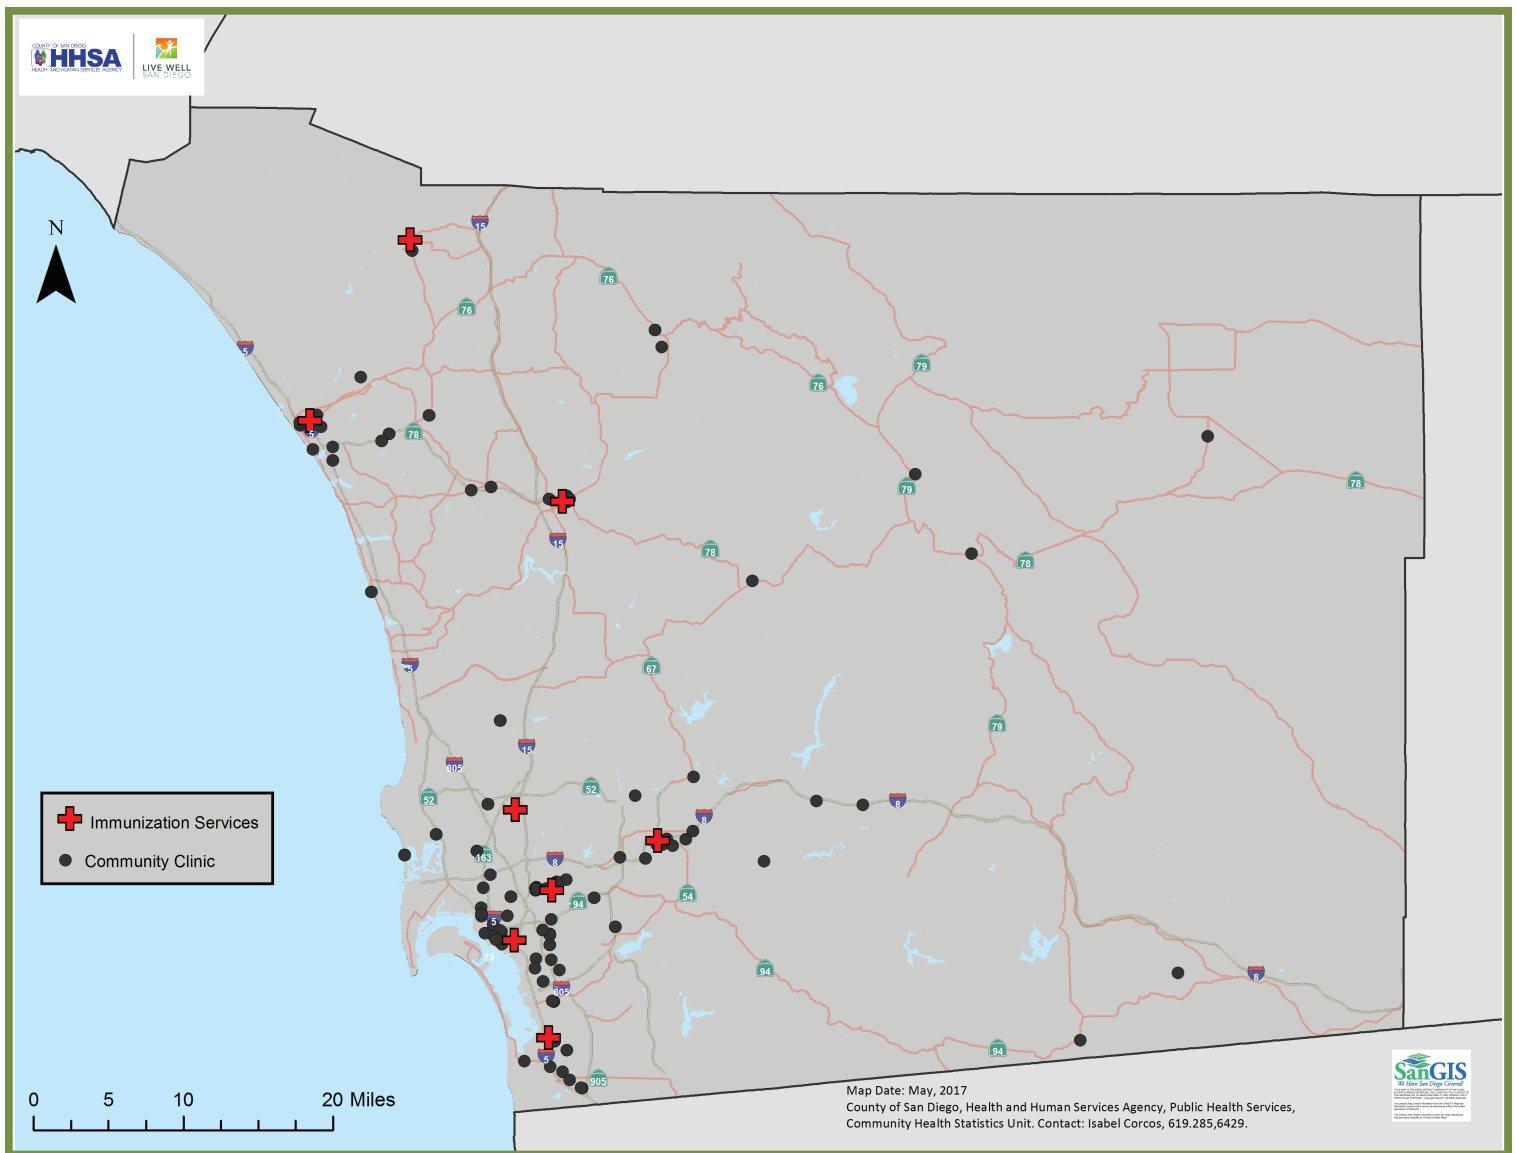 COUNTY OF SAN DIEGO
HHSA
HEALTH AND HUMAN SERVICES AGENCY
LIVE WELL
SAN DIEGO
N
15
76
76
5
79
76
5
78
79
78
15
78
78
5
67
79
15
805
52
52
8
8
163
8
54
94
5
75
94
8
805
94
5
905
Immunization Services
Community Clinic
0 5 10 20 Miles
Map Date: May, 2017
County of San Diego, Health and Human Services Agency, Public Health Services,
Community Health Statistics Unit. Contact: Isabel Corcos, 619.285,6429.
SanGIS
We Have San Diego Covered!